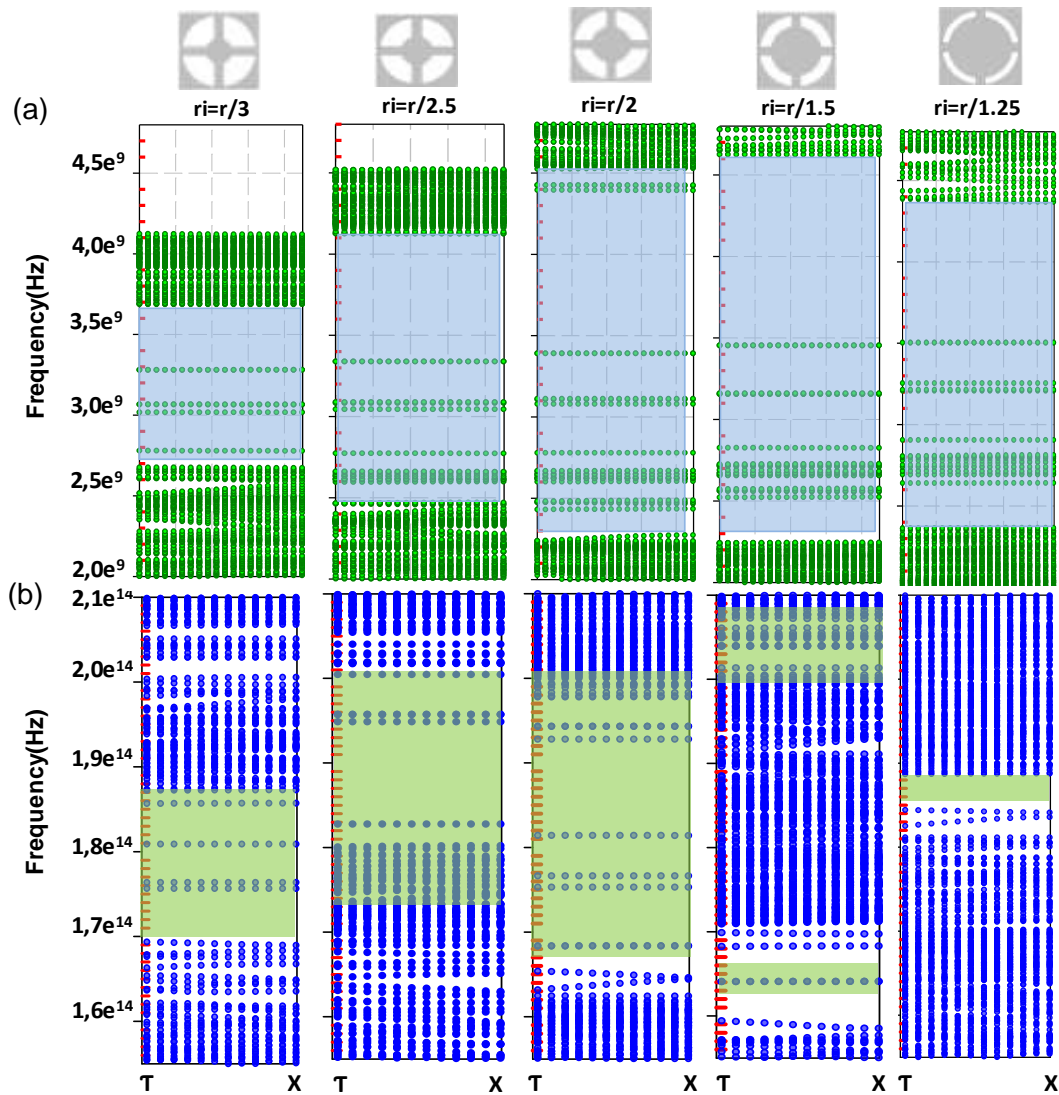 (a)
ri=r/3 ri=r/2.5 ri=r/2 ri=r/1.5 ri=r/1.25
Frequency(Hz)
4,5e⁹
4,0e⁹
3,5e⁹
3,0e⁹
2,5e⁹
2,0e⁹
(b)
Frequency(Hz)
2,1e¹⁴
2,0e¹⁴
1,9e¹⁴
1,8e¹⁴
1,7e¹⁴
1,6e¹⁴
Τ X Τ X Τ X Τ X Τ X